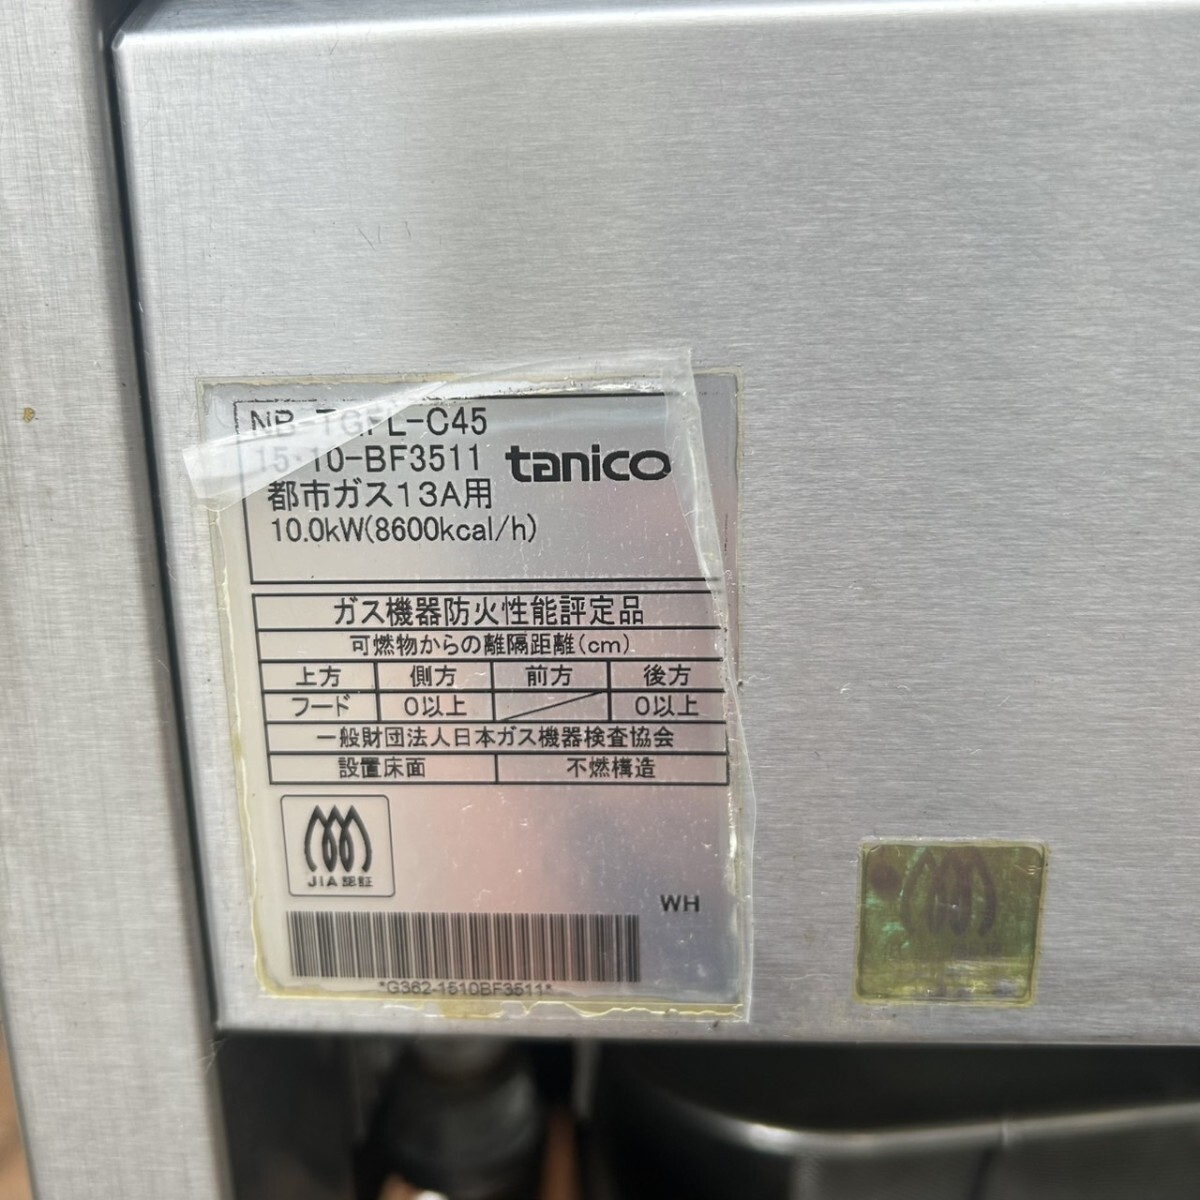 NB-TGFL-C45
15・10-BF3511
tanico
都市ガス13A用
10.0kW(8600kcal/h)
ガス機器防火性能評定品
可燃物からの離隔距離(cm)
上方 側方 前方 後方
フード 0以上 0以上
一般財団法人日本ガス機器検査協会
設置床面 不燃構造
JIA認証
WH
*G362-1510BF3511*